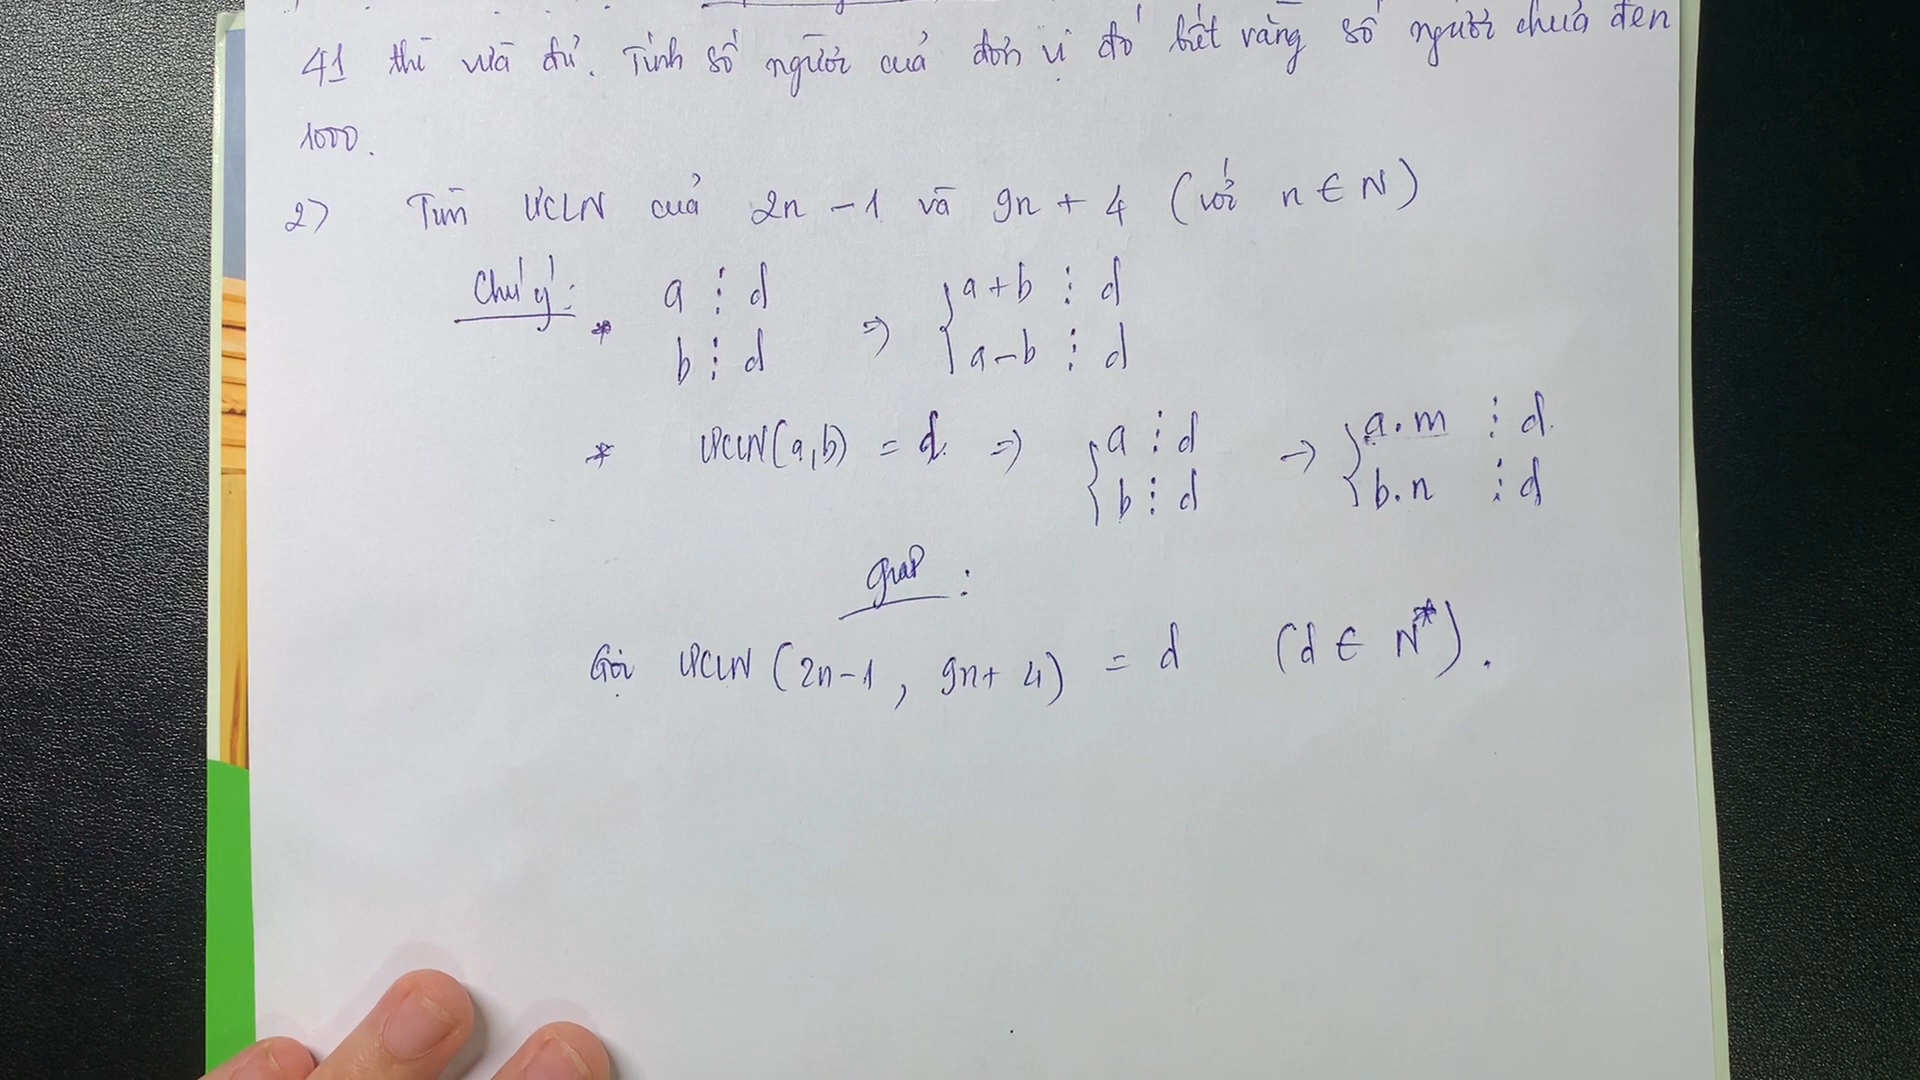 41 thì vừa đủ. Tính số người của đơn vị đó biết rằng số người chưa đến
1000.
2) Tìm ƯCLN của 2n - 1 và 9n + 4 (với n ∈ N)
Chú ý: * a ⋮ d
b ⋮ d => { a + b ⋮ d
a - b ⋮ d
* ƯCLN(a,b) = d. => { a ⋮ d
b ⋮ d → { a.m ⋮ d.
b.n ⋮ d
Giải :
Gọi ƯCLN (2n-1, 9n+ 4) = d (d ∈ N*).